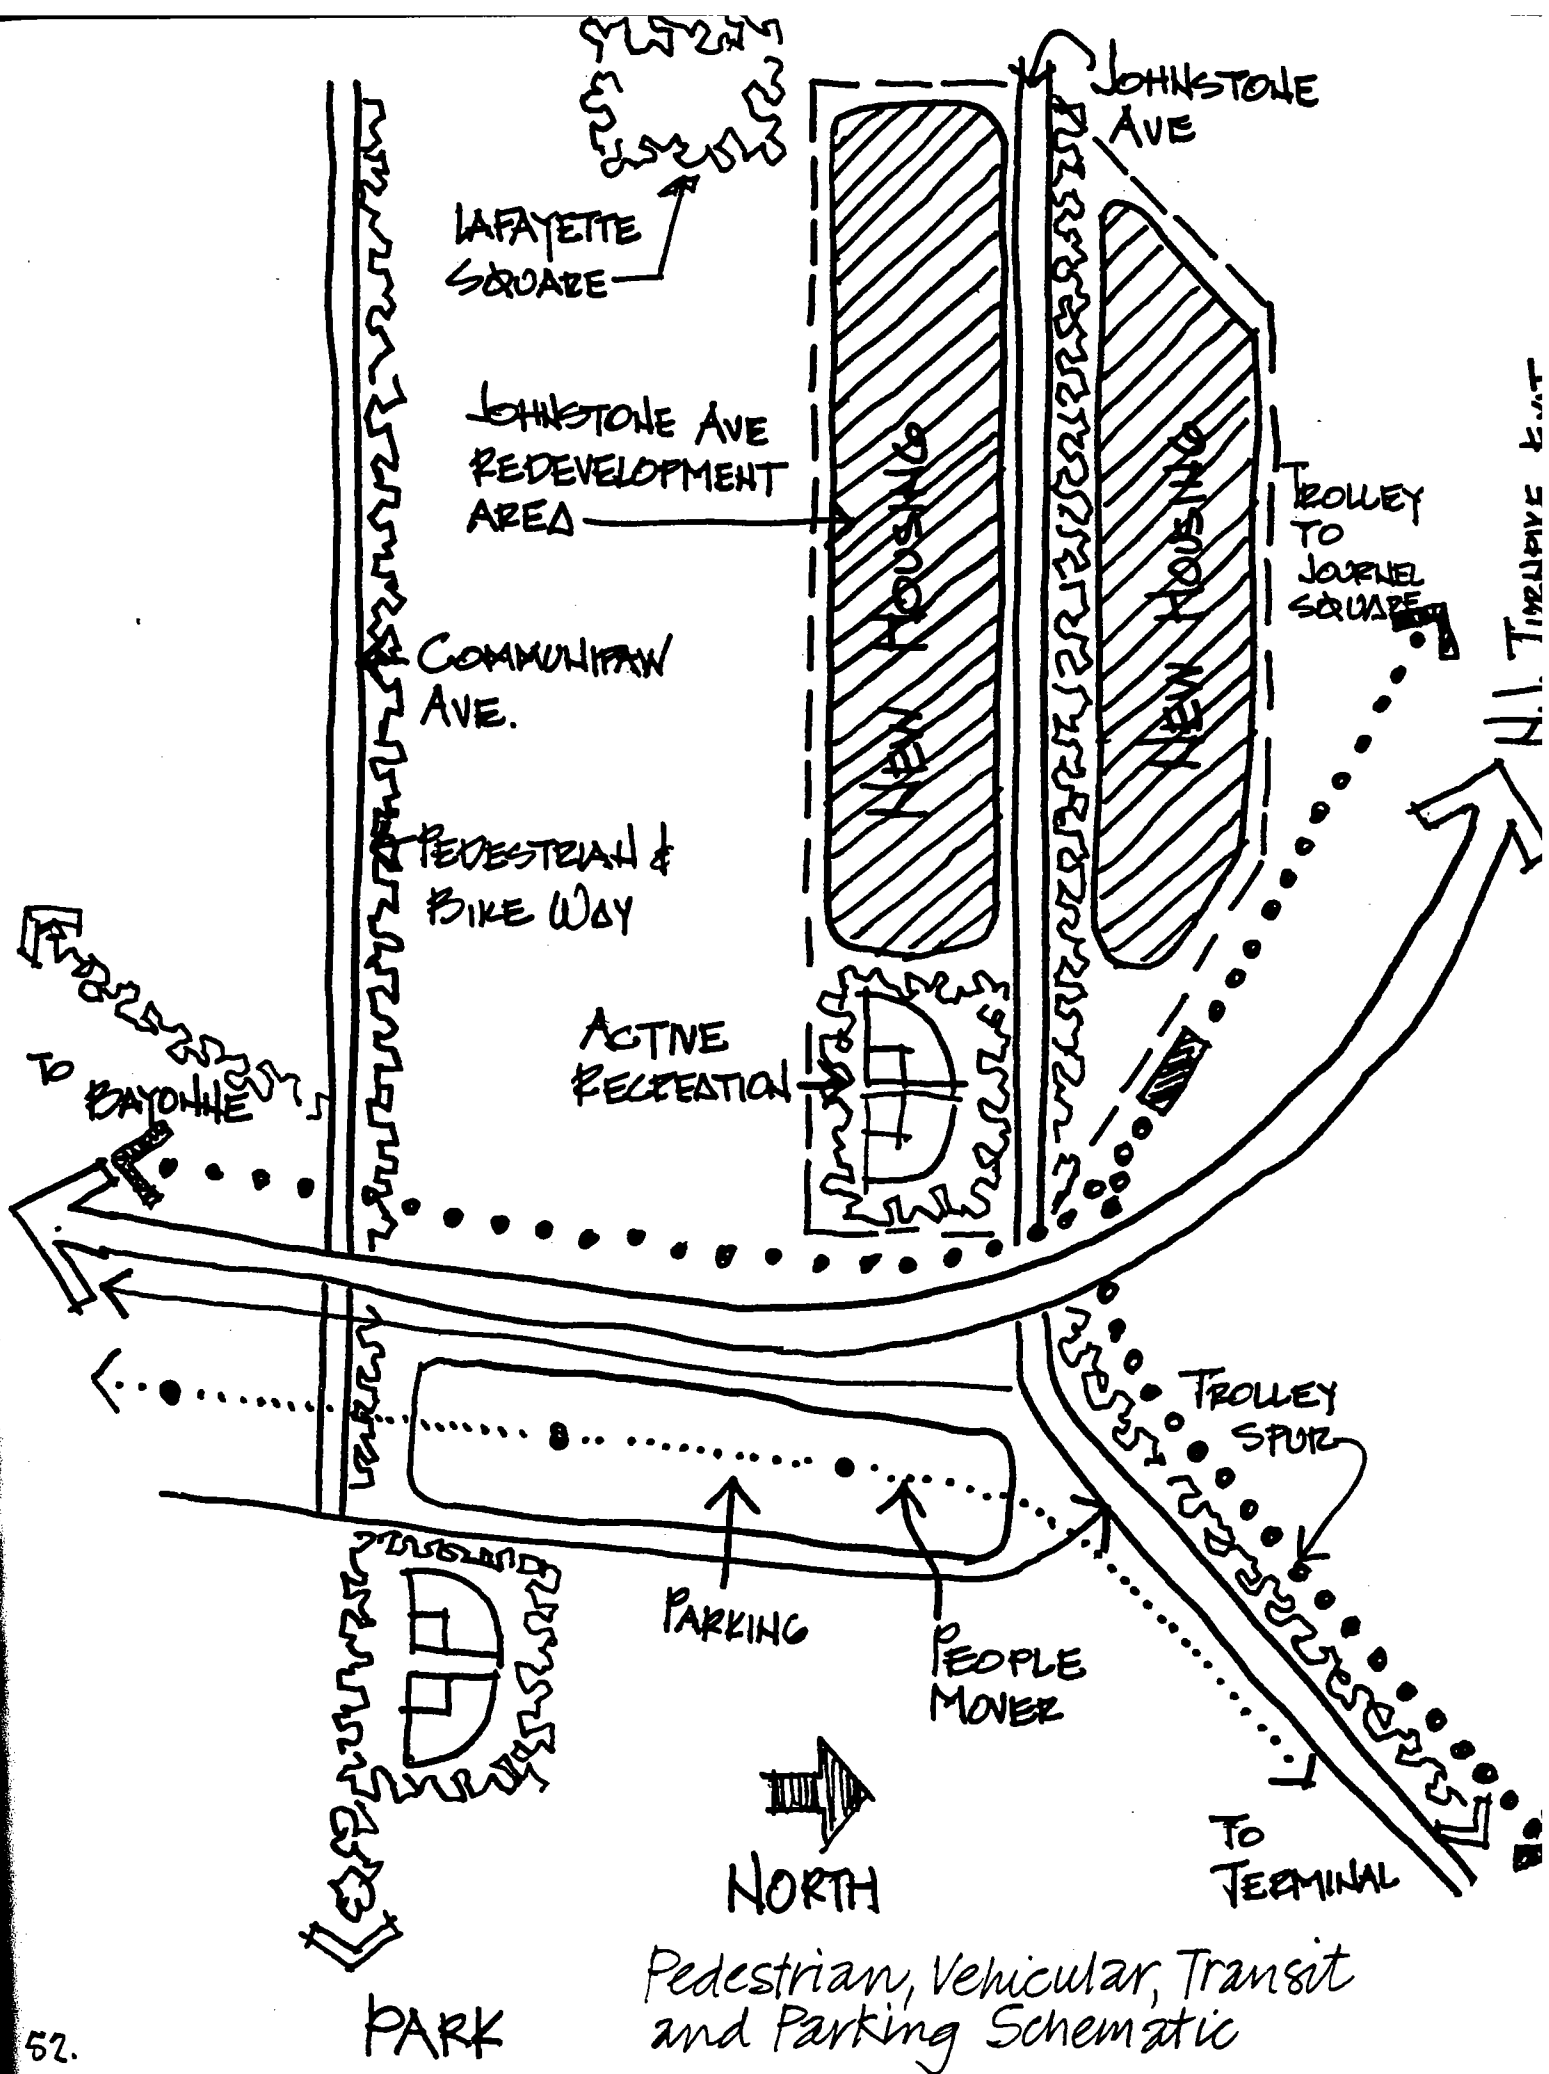 JOHNSTONE
AVE
LAFAYETTE
SQUARE
JOHNSTONE AVE
REDEVELOPMENT
AREA
NEW HOUSING
NEW HOUSING
TROLLEY
TO
JOURNEL
SQUARE
N.J. TURNPIKE EXIT
COMMUNIPAW
AVE.
PEDESTRIAN &
BIKE WAY
TO
BAYONNE
ACTIVE
RECREATION
TROLLEY
SPUR
PARKING
PEOPLE
MOVER
NORTH
TO
TERMINAL
PARK
Pedestrian, Vehicular, Transit
and Parking Schematic
52.